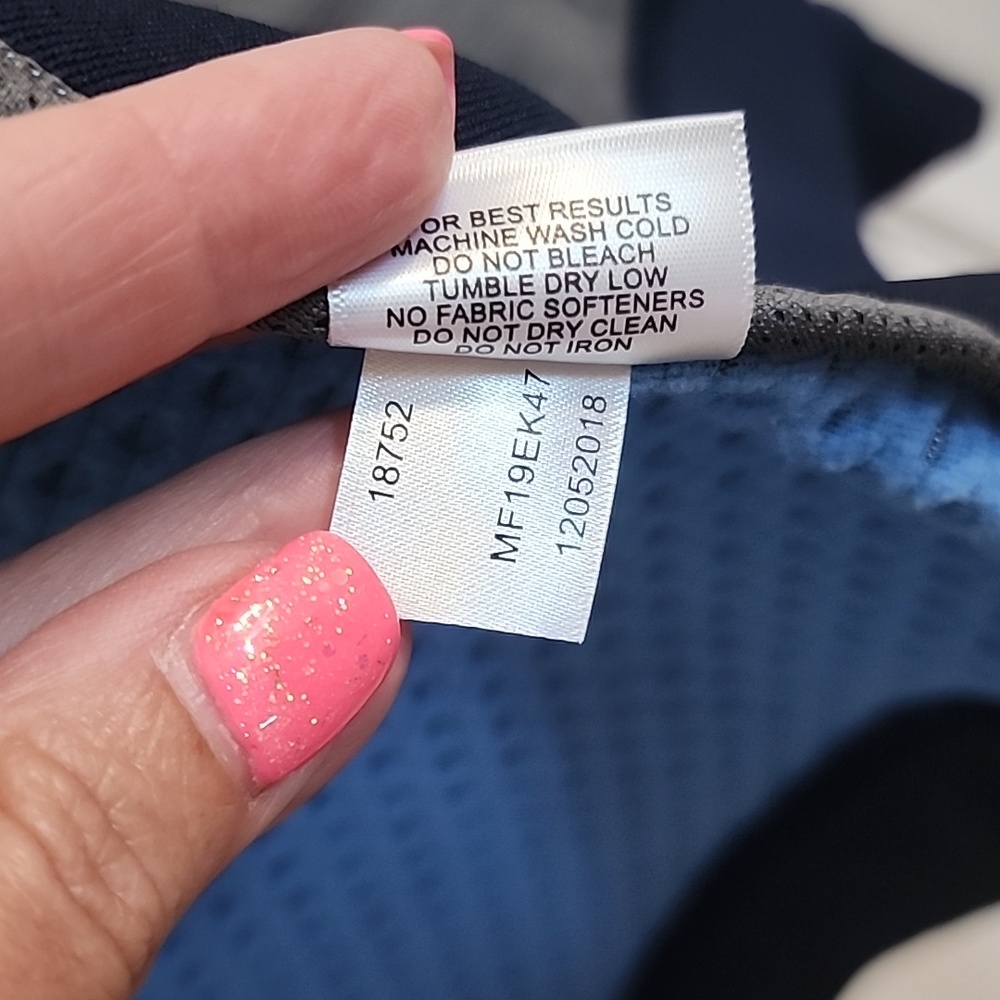 OR BEST RESULTS
MACHINE WASH COLD
DO NOT BLEACH
TUMBLE DRY LOW
NO FABRIC SOFTENERS
DO NOT DRY CLEAN
DO NOT IRON
18752
MF19EK47
12052018